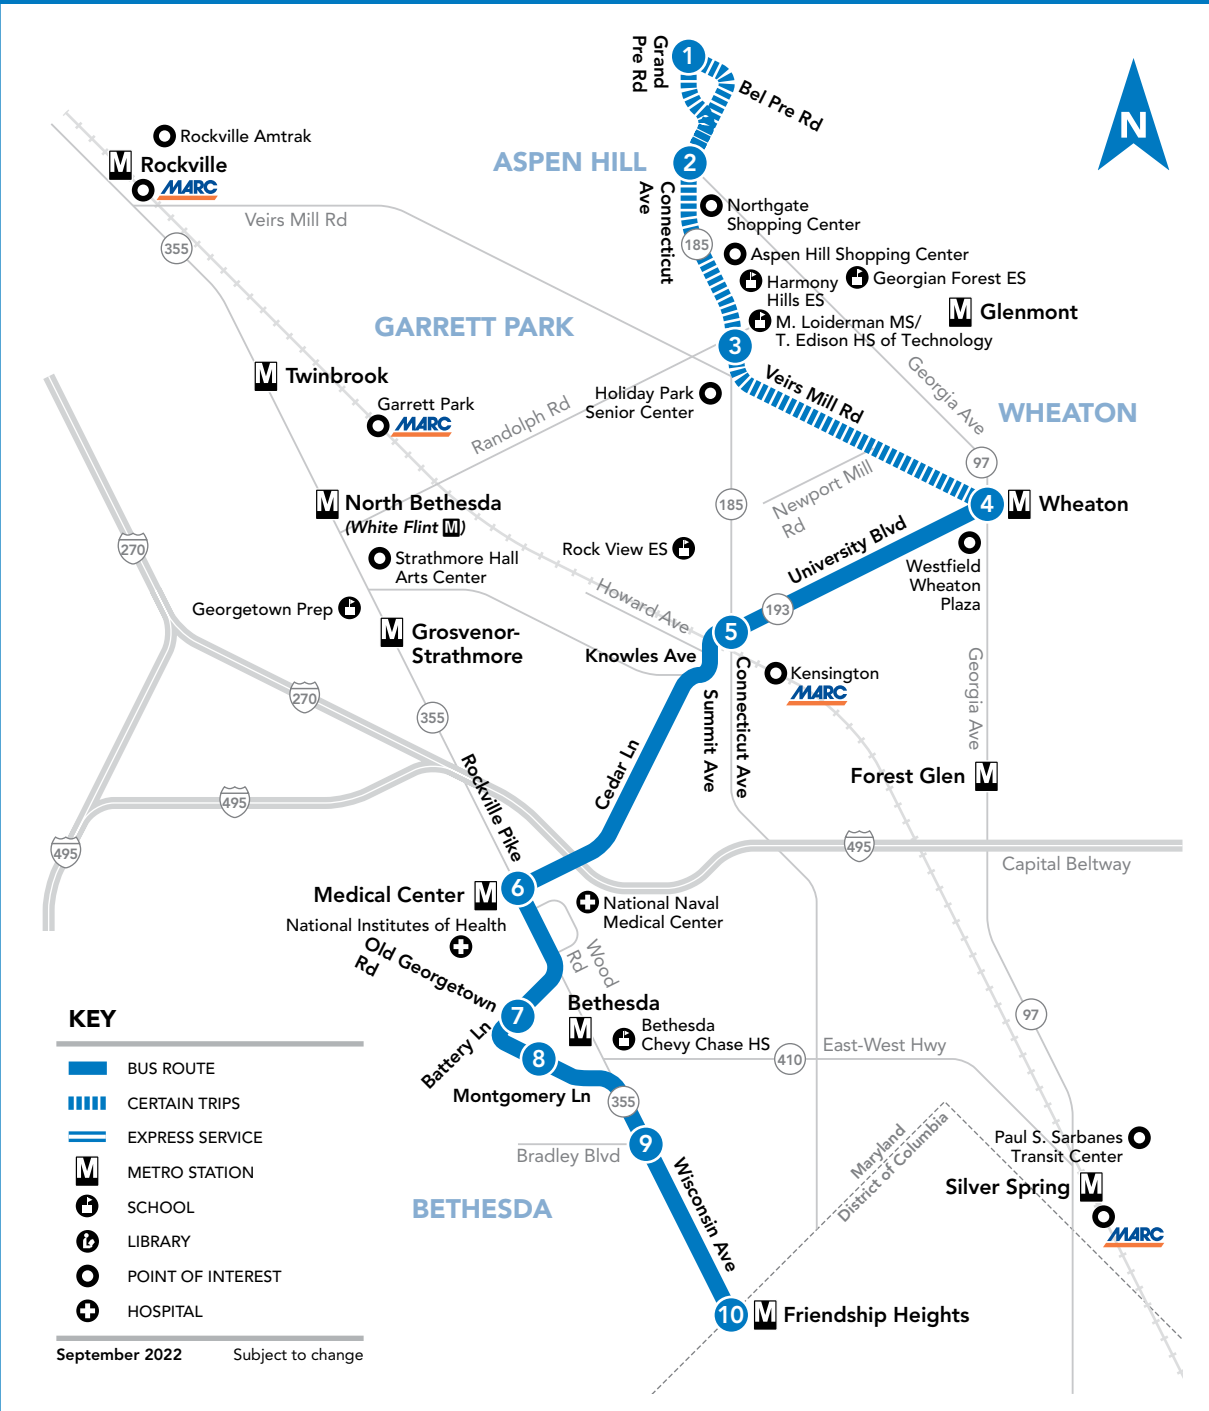 1
Grand
Pre Rd
Bel Pre Rd
N
Rockville Amtrak
M Rockville
MARC
ASPEN HILL
2
Connecticut
Ave
Northgate
Shopping Center
Veirs Mill Rd
355
185
Aspen Hill Shopping Center
Harmony
Hills ES
Georgian Forest ES
M Glenmont
GARRETT PARK
M. Loiderman MS/
T. Edison HS of Technology
3
M Twinbrook
Veirs Mill Rd
Georgia Ave
Holiday Park
Senior Center
WHEATON
Garrett Park
MARC
Randolph Rd
97
Newport Mill
Rd
185
4
M Wheaton
M North Bethesda
(White Flint M)
270
Strathmore Hall
Arts Center
Rock View ES
University Blvd
Westfield
Wheaton
Plaza
Howard Ave
193
Georgetown Prep
M Grosvenor-
Strathmore
5
Knowles Ave
Kensington
MARC
Connecticut Ave
Summit Ave
Georgia Ave
270
355
Cedar Ln
Rockville Pike
Forest Glen M
495
495
495
Capital Beltway
Medical Center M
6
National Naval
Medical Center
National Institutes of Health
Old Georgetown
Rd
Wood
Rd
Bethesda
M
7
Battery Ln
8
Bethesda
Chevy Chase HS
410
East-West Hwy
97
Montgomery Ln
355
9
Bradley Blvd
Wisconsin Ave
BETHESDA
Maryland
District of Columbia
Paul S. Sarbanes
Transit Center
Silver Spring M
MARC
10
M Friendship Heights
KEY
BUS ROUTE
CERTAIN TRIPS
EXPRESS SERVICE
M METRO STATION
SCHOOL
LIBRARY
POINT OF INTEREST
HOSPITAL
September 2022 Subject to change